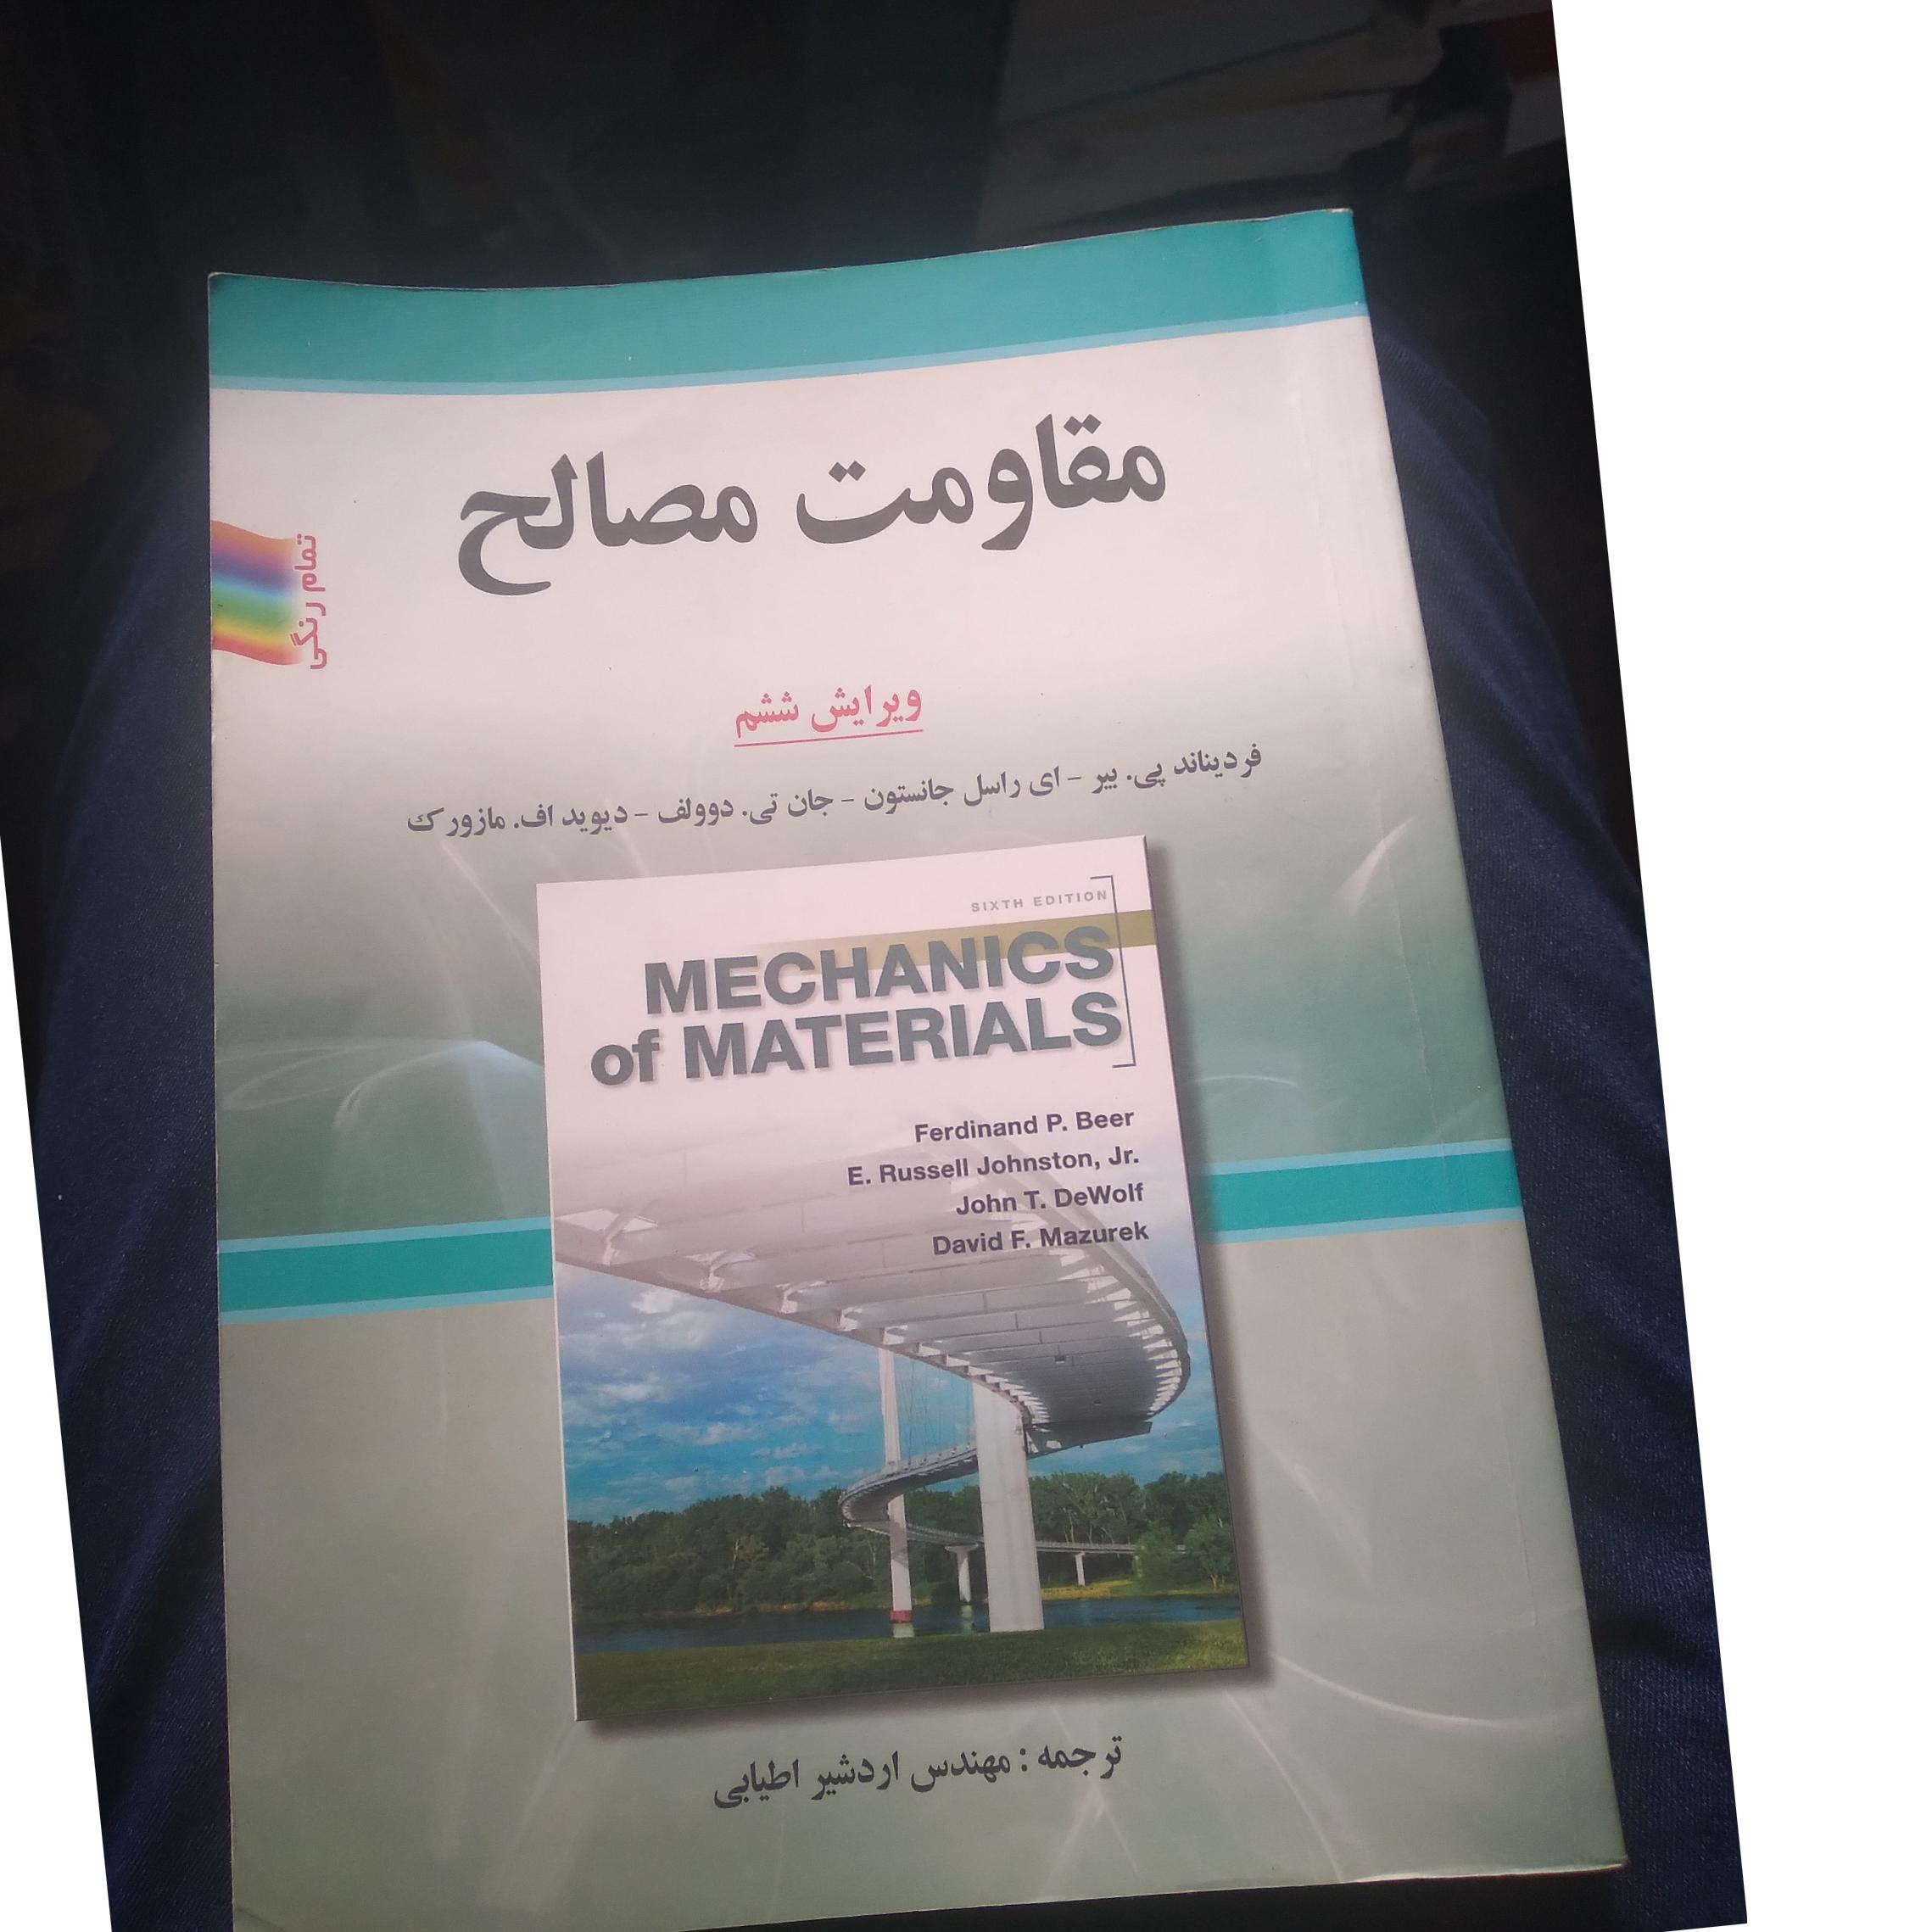 مقاومت مصالح
تمام رنگی
ویرایش ششم
فردیناند پی. بیر - ای راسل جانستون - جان تی. دوولف - دیوید اف. مازورک
SIXTH EDITION
MECHANICS
of MATERIALS
Ferdinand P. Beer
E. Russell Johnston, Jr.
John T. DeWolf
David F. Mazurek
ترجمه : مهندس اردشیر اطیابی